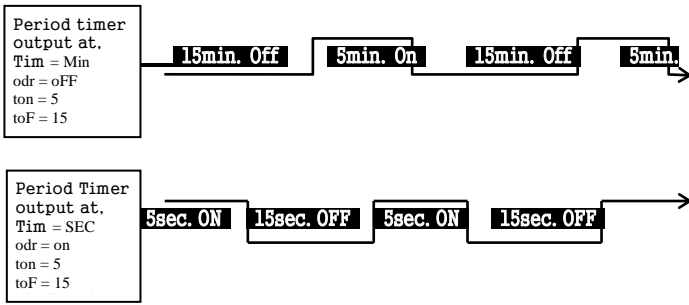 Period timer
output at,
Tim = Min
odr = oFF
ton = 5
toF = 15
15min. Off 5min. On 15min. Off 5min.
Period Timer
output at,
Tim = SEC
odr = on
ton = 5
toF = 15
5sec. ON 15sec. OFF 5sec. ON 15sec. OFF